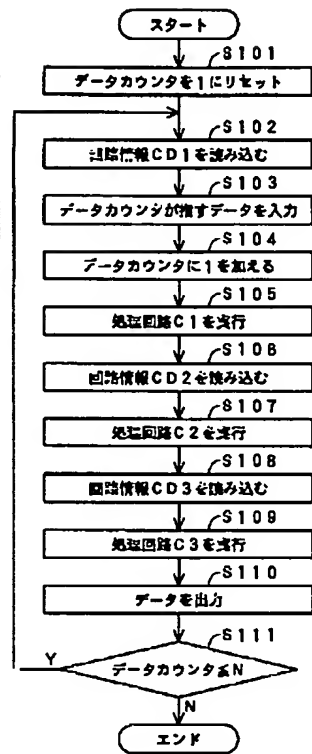 スタート
S101
データカウンタを1にリセット
S102
回路情報CD1を読み込む
S103
データカウンタが指すデータを入力
S104
データカウンタに1を加える
S105
処理回路C1を実行
S106
回路情報CD2を読み込む
S107
処理回路C2を実行
S108
回路情報CD3を読み込む
S109
処理回路C3を実行
S110
データを出力
S111
Y
データカウンタ≦N
N
エンド